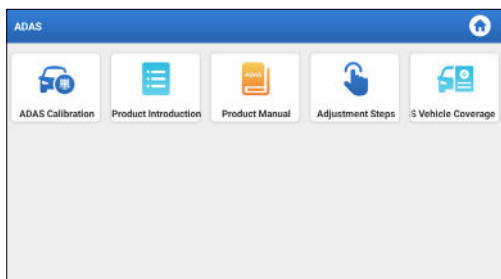 ADAS
ADAS
ADAS Calibration
Product Introduction
Product Manual
Adjustment Steps
S Vehicle Coverage